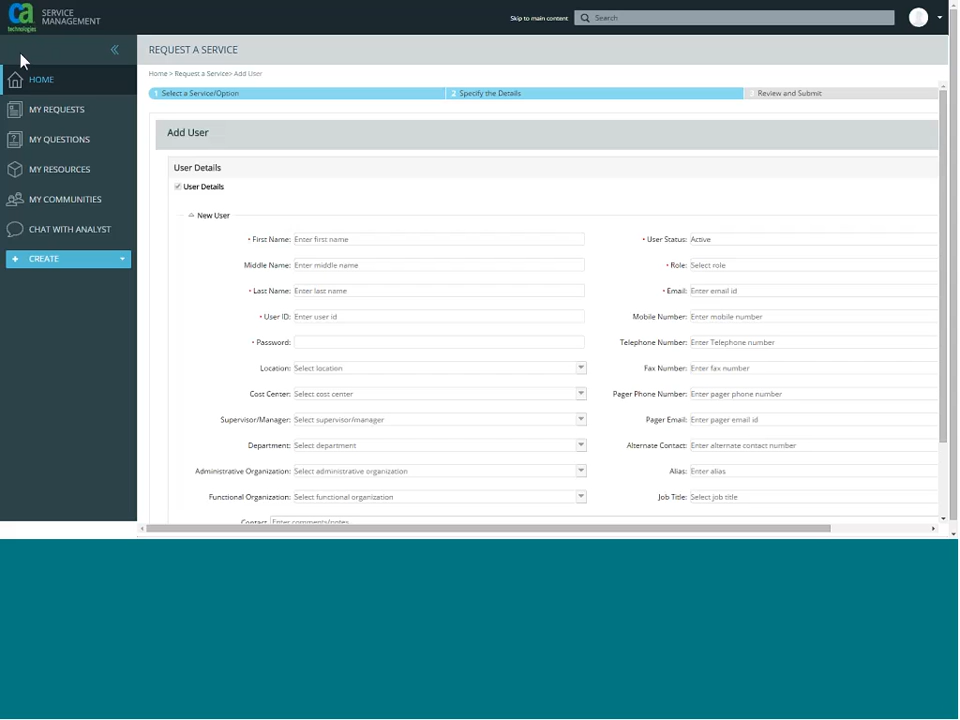 ca technologies
SERVICE MANAGEMENT
Skip to main content
Search
HOME
MY REQUESTS
MY QUESTIONS
MY RESOURCES
MY COMMUNITIES
CHAT WITH ANALYST
+ CREATE
REQUEST A SERVICE
Home > Request a Service> Add User
1 Select a Service/Option
2 Specify the Details
3 Review and Submit
Add User
User Details
User Details
New User
* First Name: Enter first name
* User Status: Active
Middle Name: Enter middle name
* Role: Select role
* Last Name: Enter last name
* Email: Enter email id
* User ID: Enter user id
Mobile Number: Enter mobile number
* Password:
Telephone Number: Enter Telephone number
Location: Select location
Fax Number: Enter fax number
Cost Center: Select cost center
Pager Phone Number: Enter pager phone number
Supervisor/Manager: Select supervisor/manager
Pager Email: Enter pager email id
Department: Select department
Alternate Contact: Enter alternate contact number
Administrative Organization: Select administrative organization
Alias: Enter alias
Functional Organization: Select functional organization
Job Title: Select job title
Contact Enter comments/notes